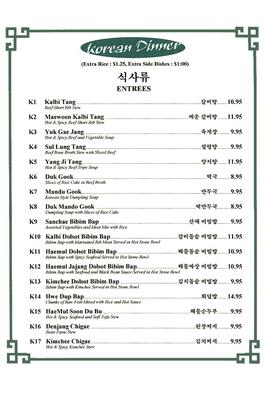 Korean Dinner
(Extra Rice : $1.25, Extra Side Dishes : $1.00)
식사류
ENTREES
K1 Kalbi Tang 갈비탕 10.95
Beef Short Rib Stew
K2 Maewoon Kalbi Tang 매운 갈비탕 11.95
Hot & Spicy Beef Short Rib Stew
K3 Yuk Gae Jang 육계장 9.95
Hot & Spicy Beef and Vegetable Soup
K4 Sul Lung Tang 설렁탕 9.95
Beef Bone Broth Stew with Sliced Beef
K5 Yang Ji Tang 양지탕 11.95
Hot & Spicy Beef Tripe Soup
K6 Duk Gook 떡국 8.95
Slices of Rice Cake in Beef Broth
K7 Mandu Gook 만두국 9.95
Korean Style Dumpling Soup
K8 Duk Mando Gook 떡만두국 9.95
Dumpling Soup with Slices of Rice Cake
K9 Sanchae Bibim Bap 산채 비빔밥 9.95
Assorted Vegetables and Meat Mix with Rice
K10 Kalbi Dolsot Bibim Bap 갈비돌솥 비빔밥 10.95
Bibim Bap with Marinated Rib Meat Served in Hot Stone Bowl
K11 Haemul Dolsot Bibim Bap 해물돌솥 비빔밥 10.95
Bibim Bap with Spicy Seafood Served in Hot Stone Bowl
K12 Haemul Jajang Dolsot Bibim Bap 해물짜장 비빔밥 10.95
Bibim Bap with Seafood and Black Bean Sauce Served in Hot Stone Bowl
K13 Kimchee Dolsot Bibim Bap 김치돌솥 비빔밥 9.95
Bibim Bap with Kimchee Served in Hot Stone Bowl
K14 Hwe Dup Bap 회덮밥 14.95
Chunks of Raw Fish Mixed with Rice and Hot Sauce
K15 HaeMul Soon Du Bu 해물순두부 9.95
Hot & Spicy Seafood and Soft Tofu Stew
K16 Denjang Chigae 된장찌개 9.95
Bean Paste Stew
K17 Kimchee Chigae 김치찌개 9.95
Hot & Spicy Kimchee Stew